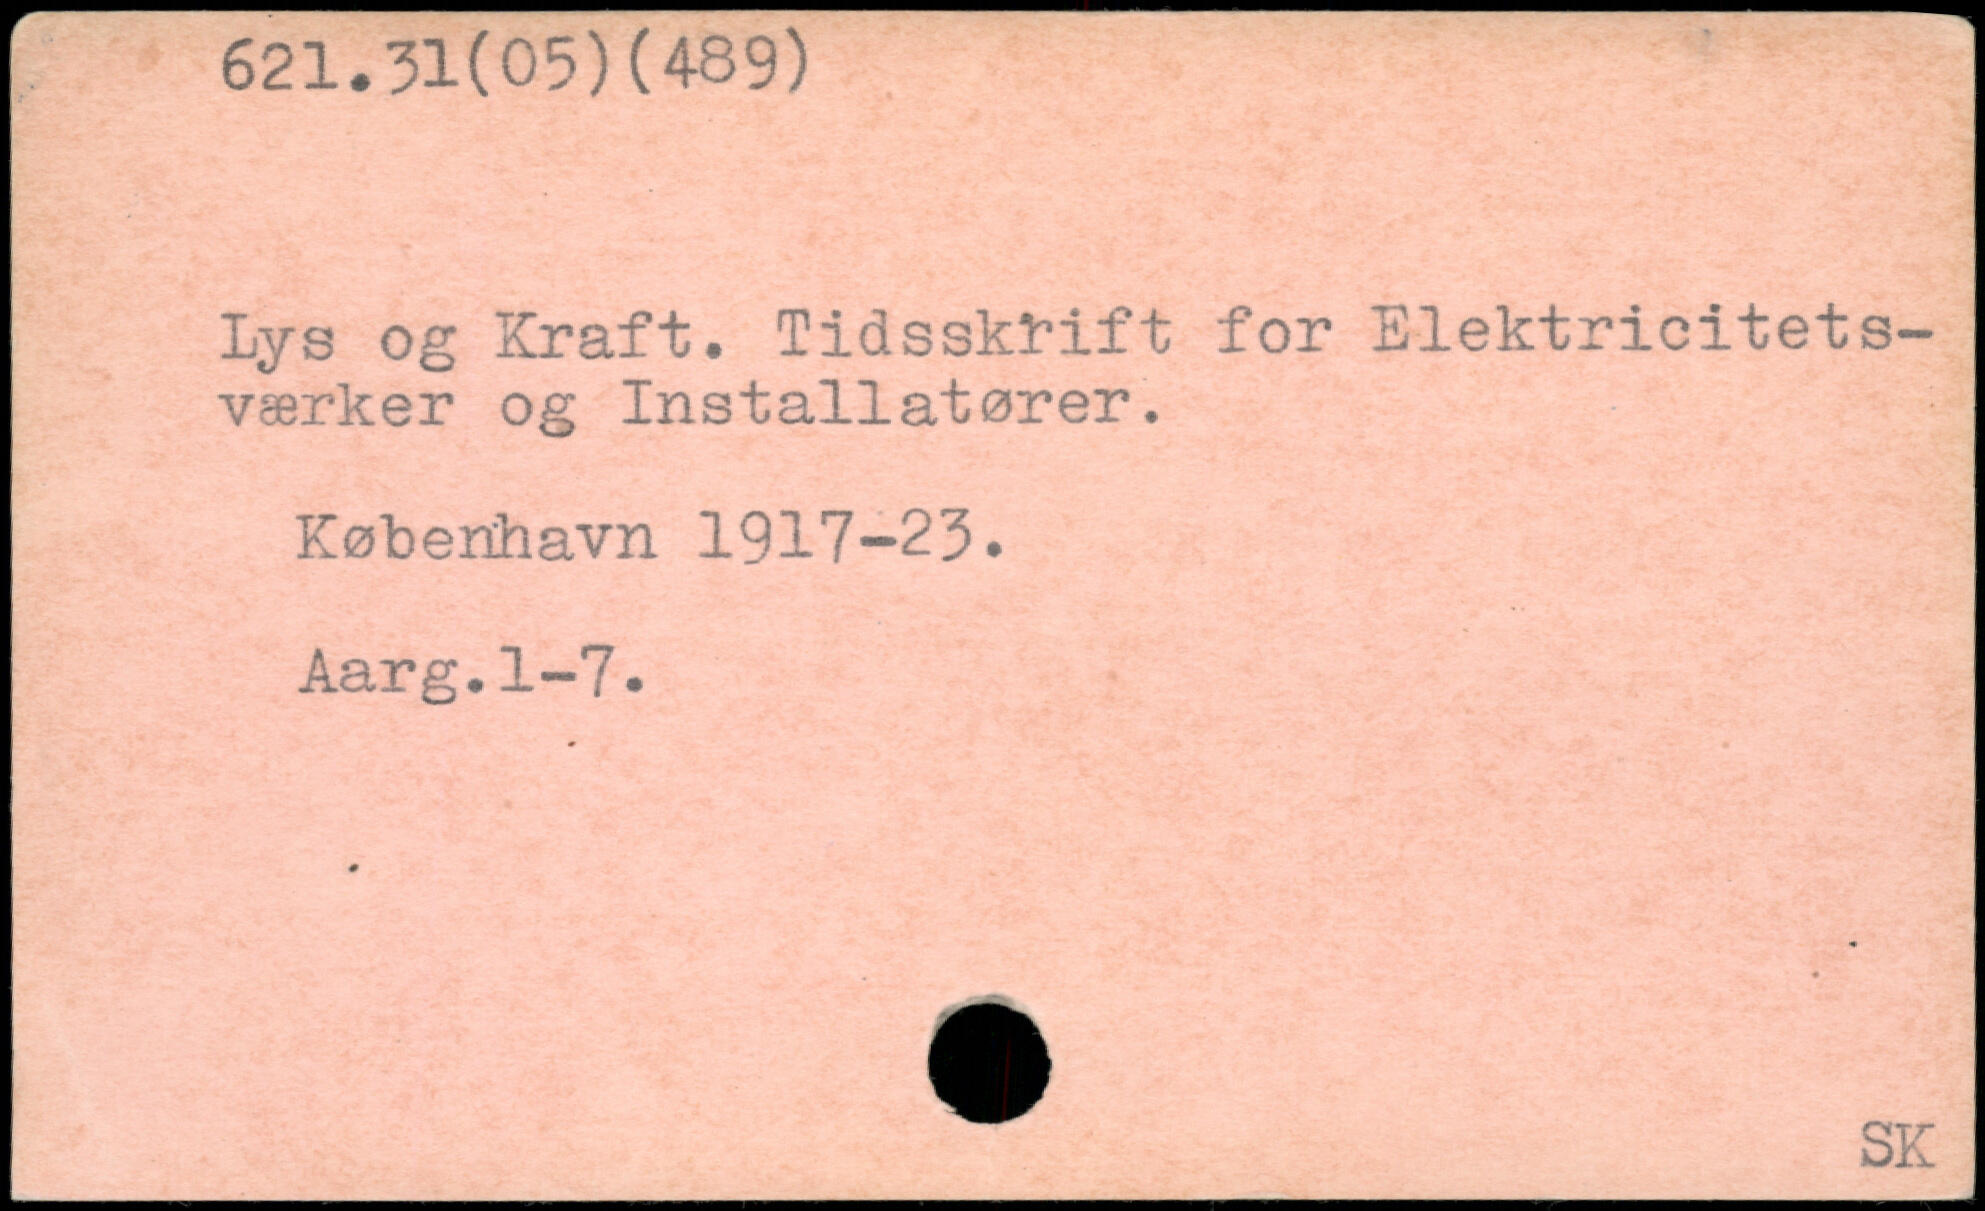 621.31(05)(489)
Lys og Kraft. Tidsskrift for Elektricitets-
værker og Installatører.
København 1917-23.
Aarg.1-7.
SK